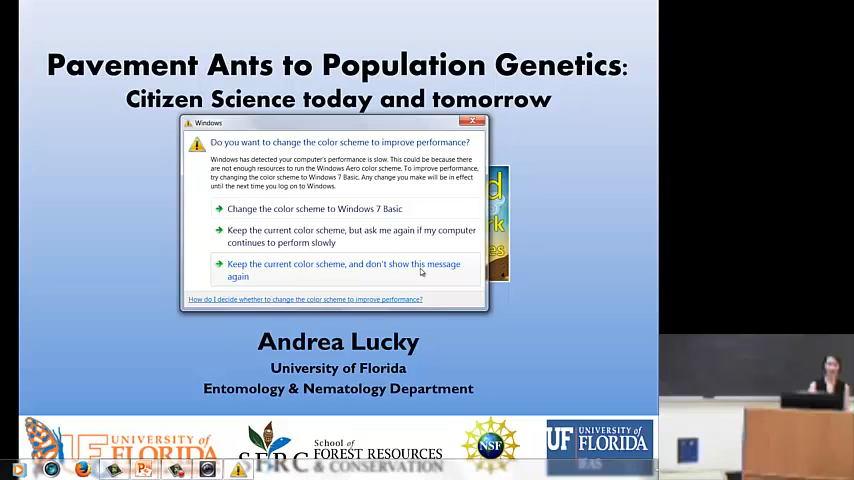 Pavement Ants to Population Genetics:
Citizen Science today and tomorrow
Windows
Do you want to change the color scheme to improve performance?
Windows has detected your computer's performance is slow. This could be because
there are not enough resources to run the Windows Aero color scheme. To improve performance,
try changing the color scheme to Windows 7 Basic. Any change you make will be in effect
until the next time you log on to Windows.
Change the color scheme to Windows 7 Basic
Keep the current color scheme, but ask me again if my computer
continues to perform slowly
Keep the current color scheme, and don't show this message
again
How do I decide whether to change the color scheme to improve performance?
Andrea Lucky
University of Florida
Entomology & Nematology Department
UNIVERSITY of
FLORIDA
SFRC
School of
FOREST RESOURCES
& CONSERVATION
NSF
UF UNIVERSITY of
FLORIDA
IFAS